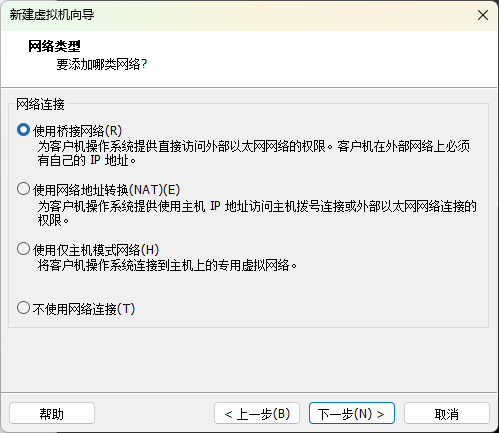 新建虚拟机向导
网络类型
要添加哪类网络?
网络连接
使用桥接网络(R)
为客户机操作系统提供直接访问外部以太网网络的权限。客户机在外部网络上必须
有自己的 IP 地址。
使用网络地址转换(NAT)(E)
为客户机操作系统提供使用主机 IP 地址访问主机拨号连接或外部以太网网络连接的
权限。
使用仅主机模式网络(H)
将客户机操作系统连接到主机上的专用虚拟网络。
不使用网络连接(T)
帮助
< 上一步(B)
下一步(N) >
取消